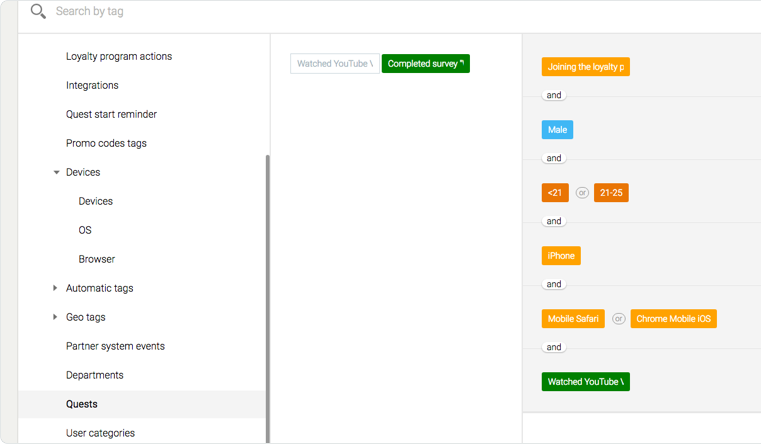 Search by tag
Loyalty program actions
Integrations
Quest start reminder
Promo codes tags
Devices
Devices
OS
Browser
Automatic tags
Geo tags
Partner system events
Departments
Quests
User categories
Watched YouTube \ Completed survey "
Joining the loyalty p
and
Male
and
<21 or 21-25
and
iPhone
and
Mobile Safari or Chrome Mobile iOS
and
Watched YouTube \